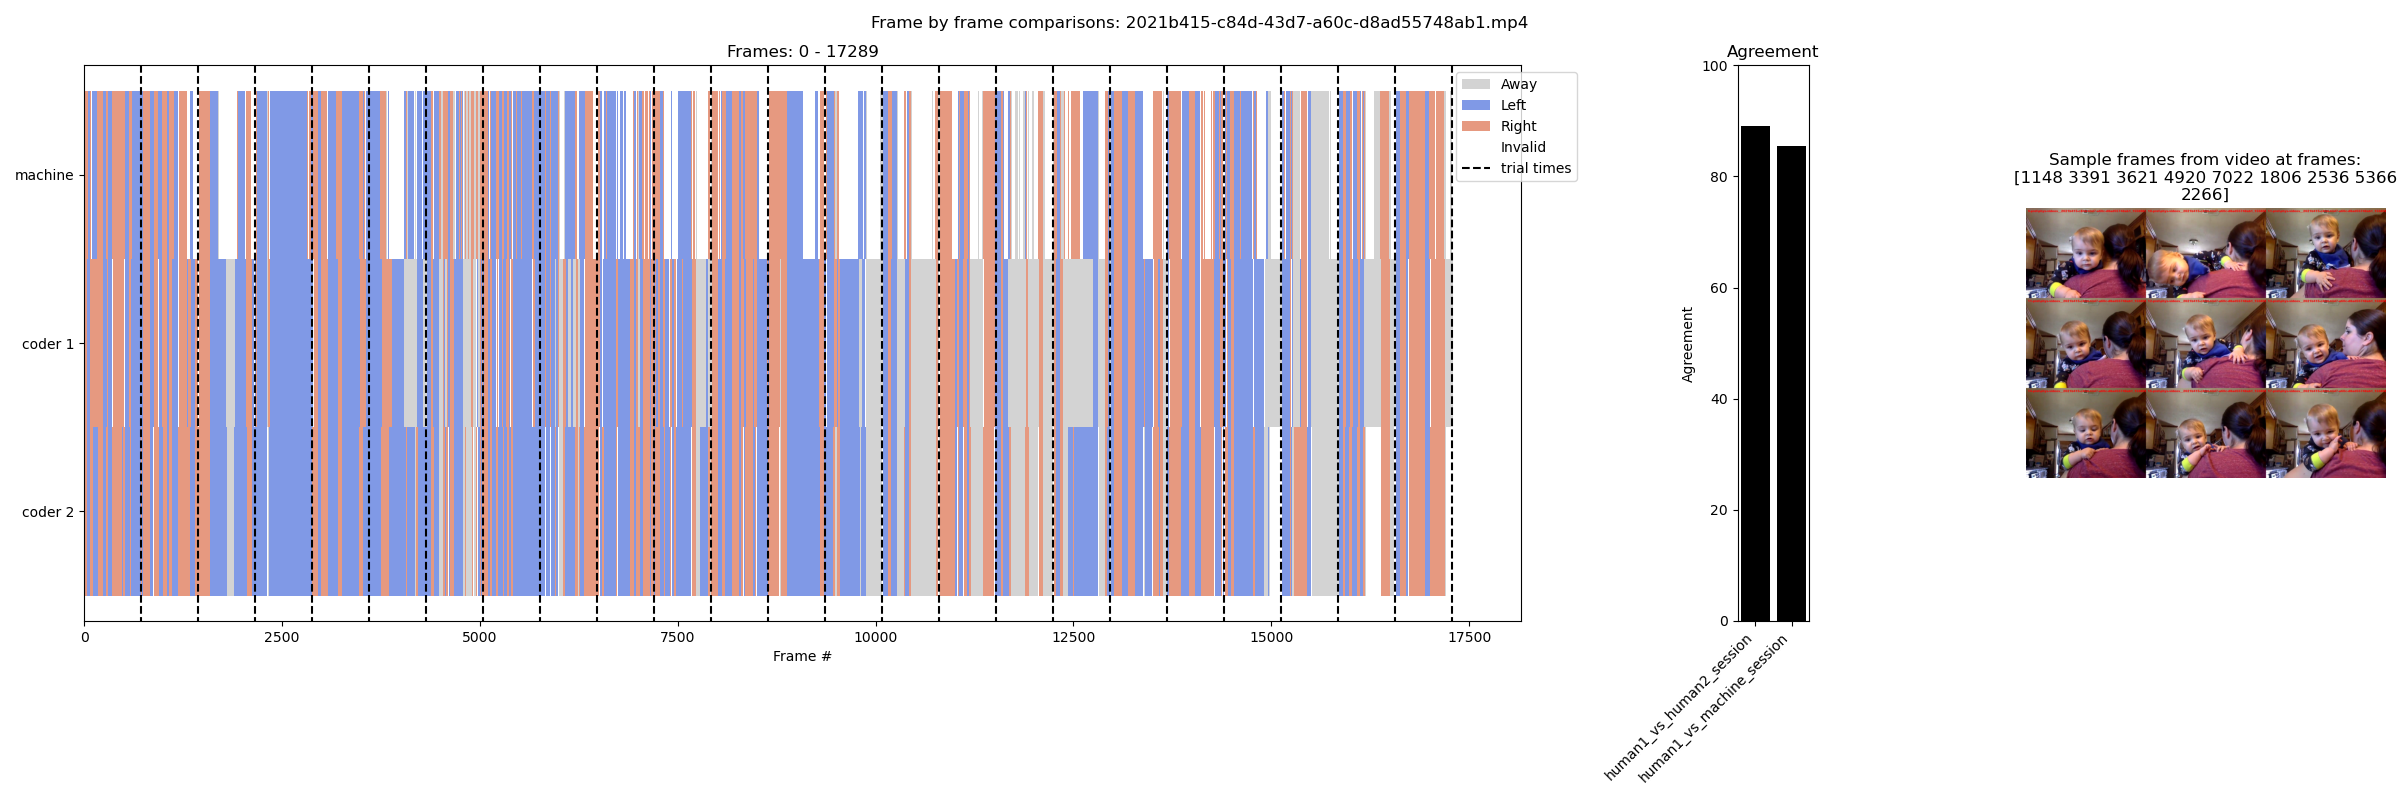 Frame by frame comparisons: 2021b415-c84d-43d7-a60c-d8ad55748ab1.mp4
Frames: 0 - 17289
machine
coder 1
coder 2
0
2500
5000
7500
10000
12500
15000
17500
Frame #
Away
Left
Right
Invalid
trial times
Agreement
100
80
60
40
20
0
Agreement
human1_vs_human2_session
human1_vs_machine_session
Sample frames from video at frames:
[1148 3391 3621 4920 7022 1806 2536 5366
2266]